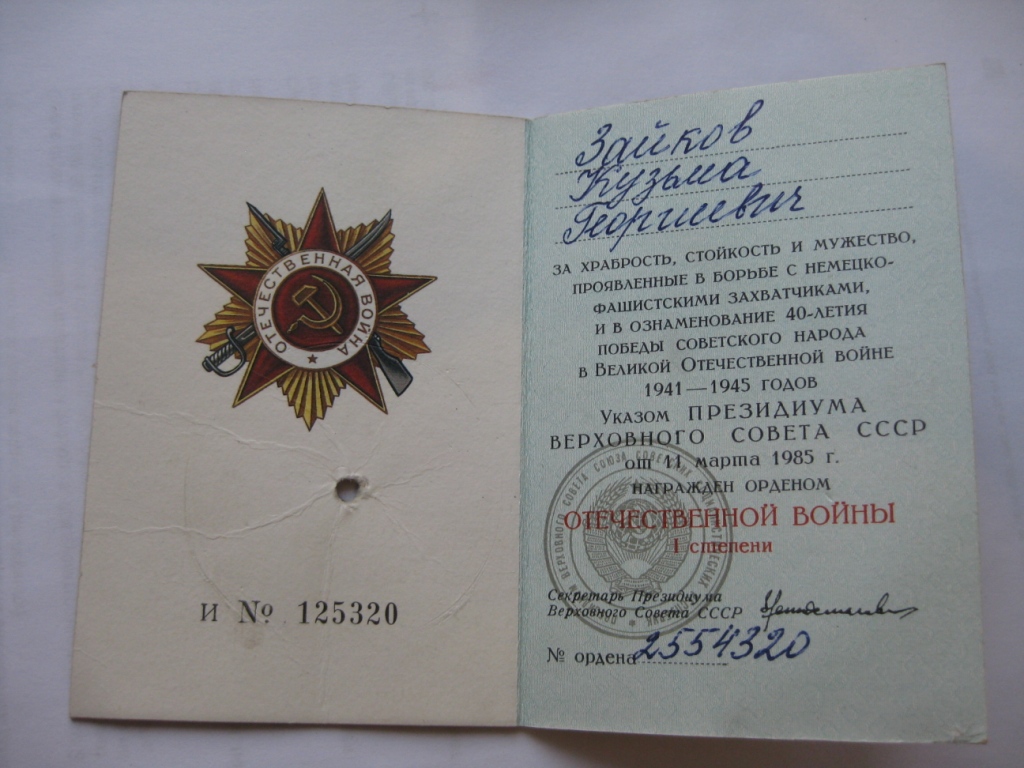 ОТЕЧЕСТВЕННАЯ ВОЙНА
И № 125320
Зайков
Кузьма
Георгиевич
ЗА ХРАБРОСТЬ, СТОЙКОСТЬ И МУЖЕСТВО,
ПРОЯВЛЕННЫЕ В БОРЬБЕ С НЕМЕЦКО-
ФАШИСТСКИМИ ЗАХВАТЧИКАМИ,
И В ОЗНАМЕНОВАНИЕ 40-ЛЕТИЯ
ПОБЕДЫ СОВЕТСКОГО НАРОДА
В ВЕЛИКОЙ ОТЕЧЕСТВЕННОЙ ВОЙНЕ
1941—1945 ГОДОВ
УКАЗОМ ПРЕЗИДИУМА
ВЕРХОВНОГО СОВЕТА СССР
от 11 марта 1985 г.
НАГРАЖДЕН ОРДЕНОМ
ОТЕЧЕСТВЕННОЙ ВОЙНЫ
I степени
Секретарь Президиума
Верховного Совета СССР
№ ордена 2554320